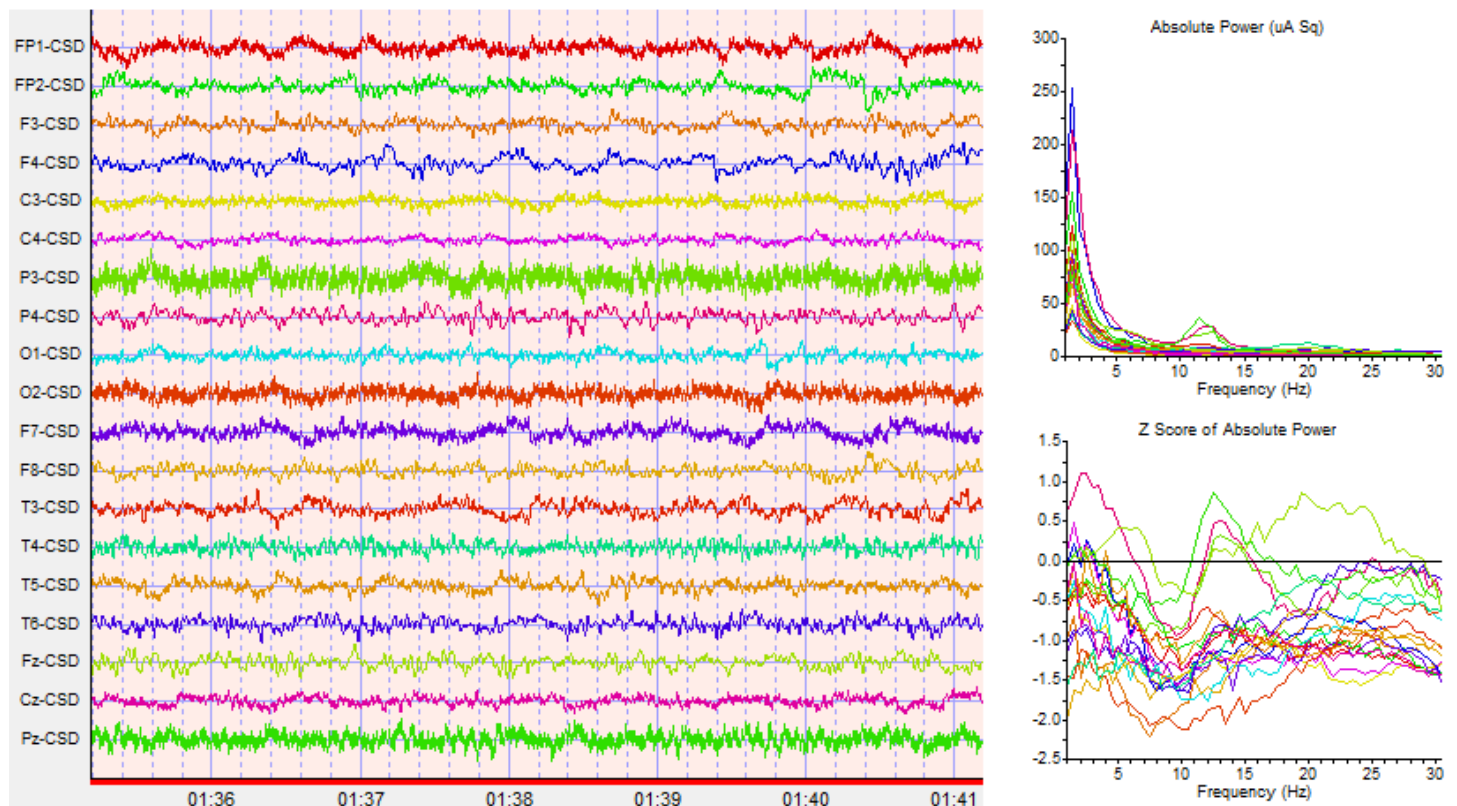 FP1-CSD
FP2-CSD
F3-CSD
F4-CSD
C3-CSD
C4-CSD
P3-CSD
P4-CSD
O1-CSD
O2-CSD
F7-CSD
F8-CSD
T3-CSD
T4-CSD
T5-CSD
T6-CSD
Fz-CSD
Cz-CSD
Pz-CSD
01:36 01:37 01:38 01:39 01:40 01:41
Absolute Power (uA Sq)
300
250
200
150
100
50
0
5 10 15 20 25 30
Frequency (Hz)
Z Score of Absolute Power
1.5
1.0
0.5
0.0
-0.5
-1.0
-1.5
-2.0
-2.5
5 10 15 20 25 30
Frequency (Hz)